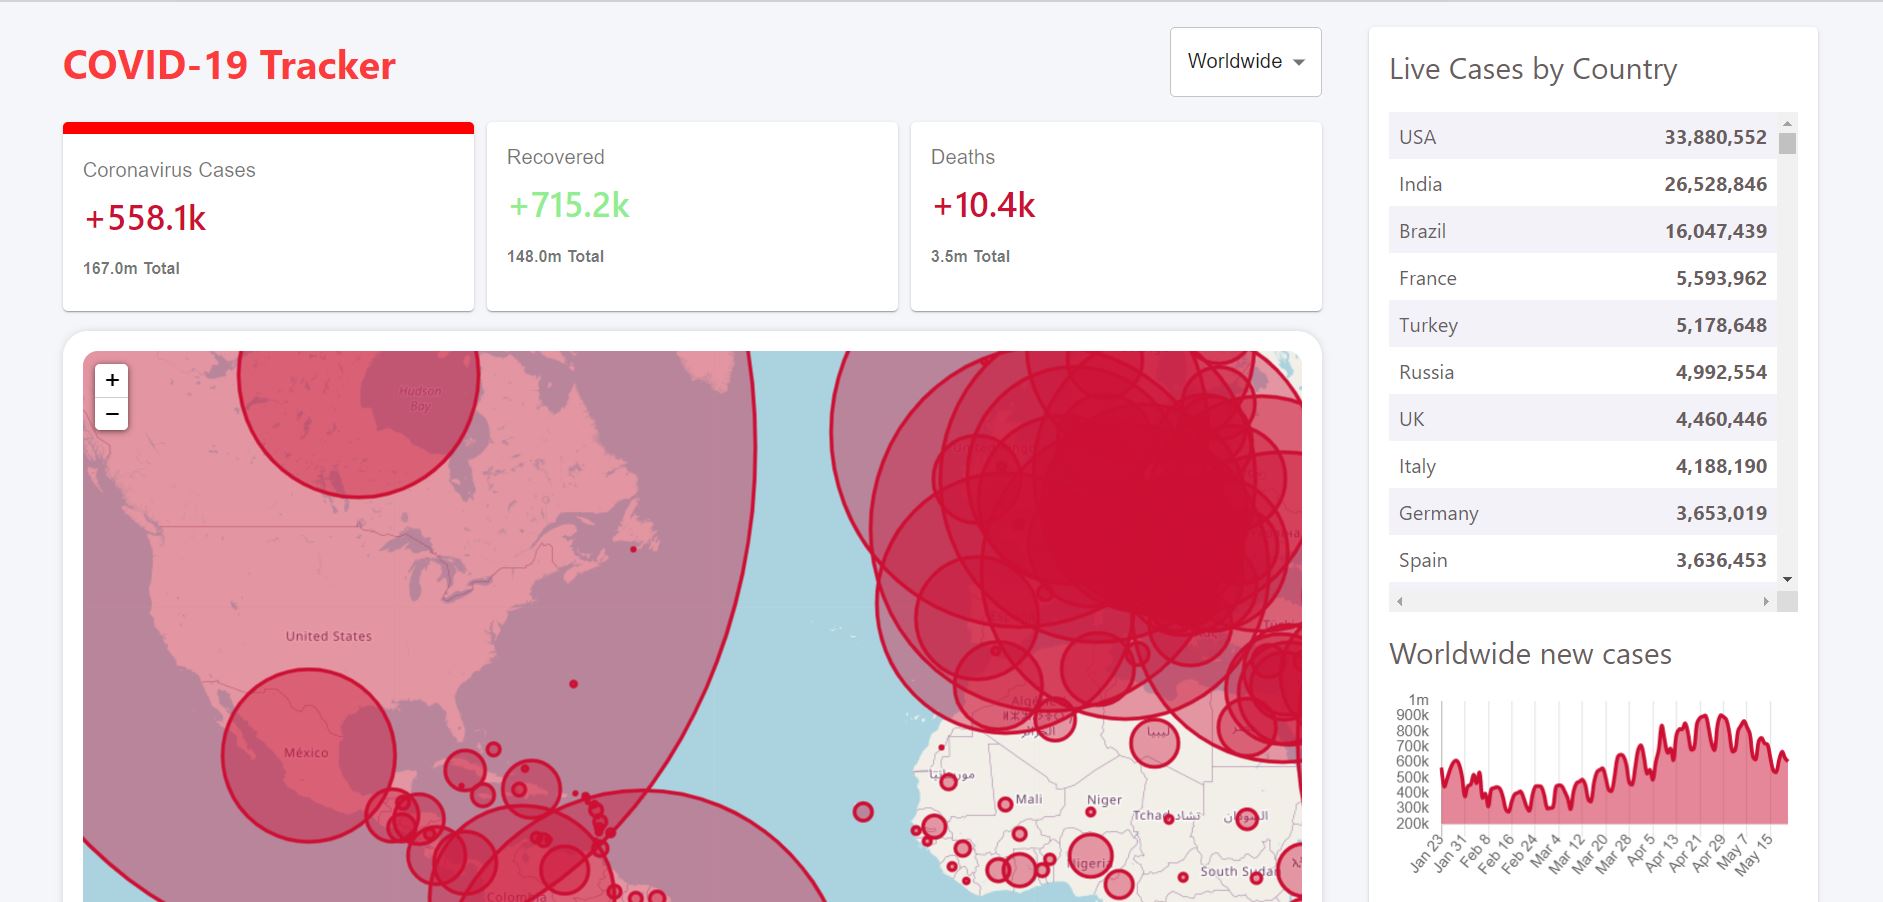 COVID-19 Tracker
Worldwide
Coronavirus Cases
+558.1k
167.0m Total
Recovered
+715.2k
148.0m Total
Deaths
+10.4k
3.5m Total
+
−
Hudson
Bay
United States
México
Colombia
Mali
Niger
Nigeria
South Sudan
موريتانيا
ليبيا
السودان
Tchad تشاد
Algérie
الجزائر
Live Cases by Country
USA 33,880,552
India 26,528,846
Brazil 16,047,439
France 5,593,962
Turkey 5,178,648
Russia 4,992,554
UK 4,460,446
Italy 4,188,190
Germany 3,653,019
Spain 3,636,453
Worldwide new cases
1m
900k
800k
700k
600k
500k
400k
300k
200k
Jan 23
Jan 31
Feb 8
Feb 16
Feb 24
Mar 4
Mar 12
Mar 20
Mar 28
Apr 5
Apr 13
Apr 21
Apr 29
May 7
May 15